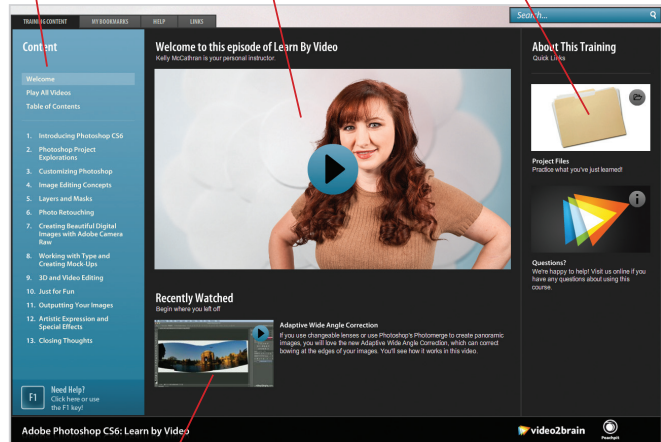 TRAINING CONTENT
MY BOOKMARKS
HELP
LINKS
Search...
Content
Welcome
Play All Videos
Table of Contents
1. Introducing Photoshop CS6
2. Photoshop Project
Explorations
3. Customizing Photoshop
4. Image Editing Concepts
5. Layers and Masks
6. Photo Retouching
7. Creating Beautiful Digital
Images with Adobe Camera
Raw
8. Working with Type and
Creating Mock-Ups
9. 3D and Video Editing
10. Just for Fun
11. Outputting Your Images
12. Artistic Expression and
Special Effects
13. Closing Thoughts
F1
Need Help?
Click here or use
the F1 key!
Welcome to this episode of Learn By Video
Kelly McCathran is your personal instructor.
Recently Watched
Begin where you left off
Adaptive Wide Angle Correction
If you use changeable lenses or use Photoshop's Photomerge to create panoramic
images, you will love the new Adaptive Wide Angle Correction, which can correct
bowing at the edges of your images. You'll see how it works in this video.
About This Training
Quick Links
Project Files
Practice what you've just learned!
Questions?
We're happy to help! Visit us online if you
have any questions about using this
course.
Adobe Photoshop CS6: Learn by Video
video2brain
Peachpit